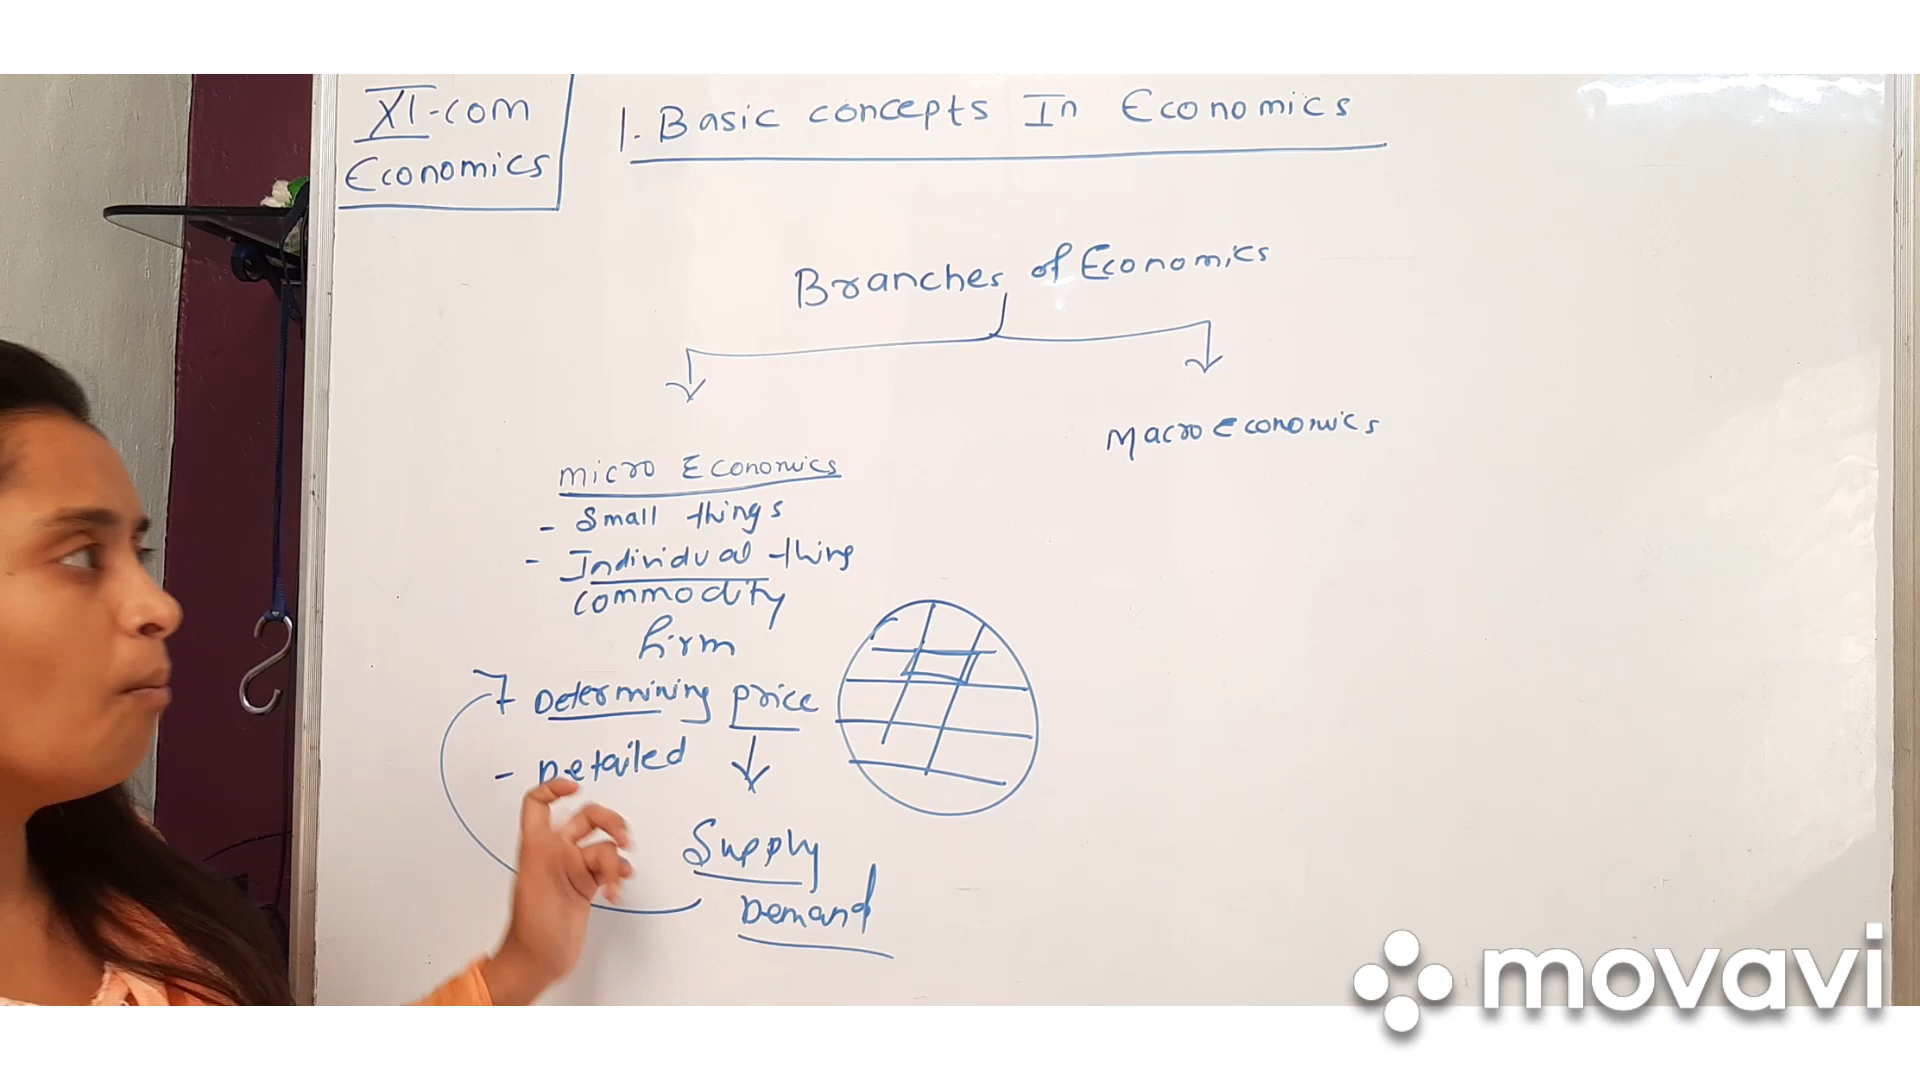 XI-com
Economics
1. Basic concepts In Economics
Branches of Economics
Micro Economics
- Small things
- Individual thing
commodity
firm
Determining price
- Detailed
Supply
Demand
Macro Economics
movavi